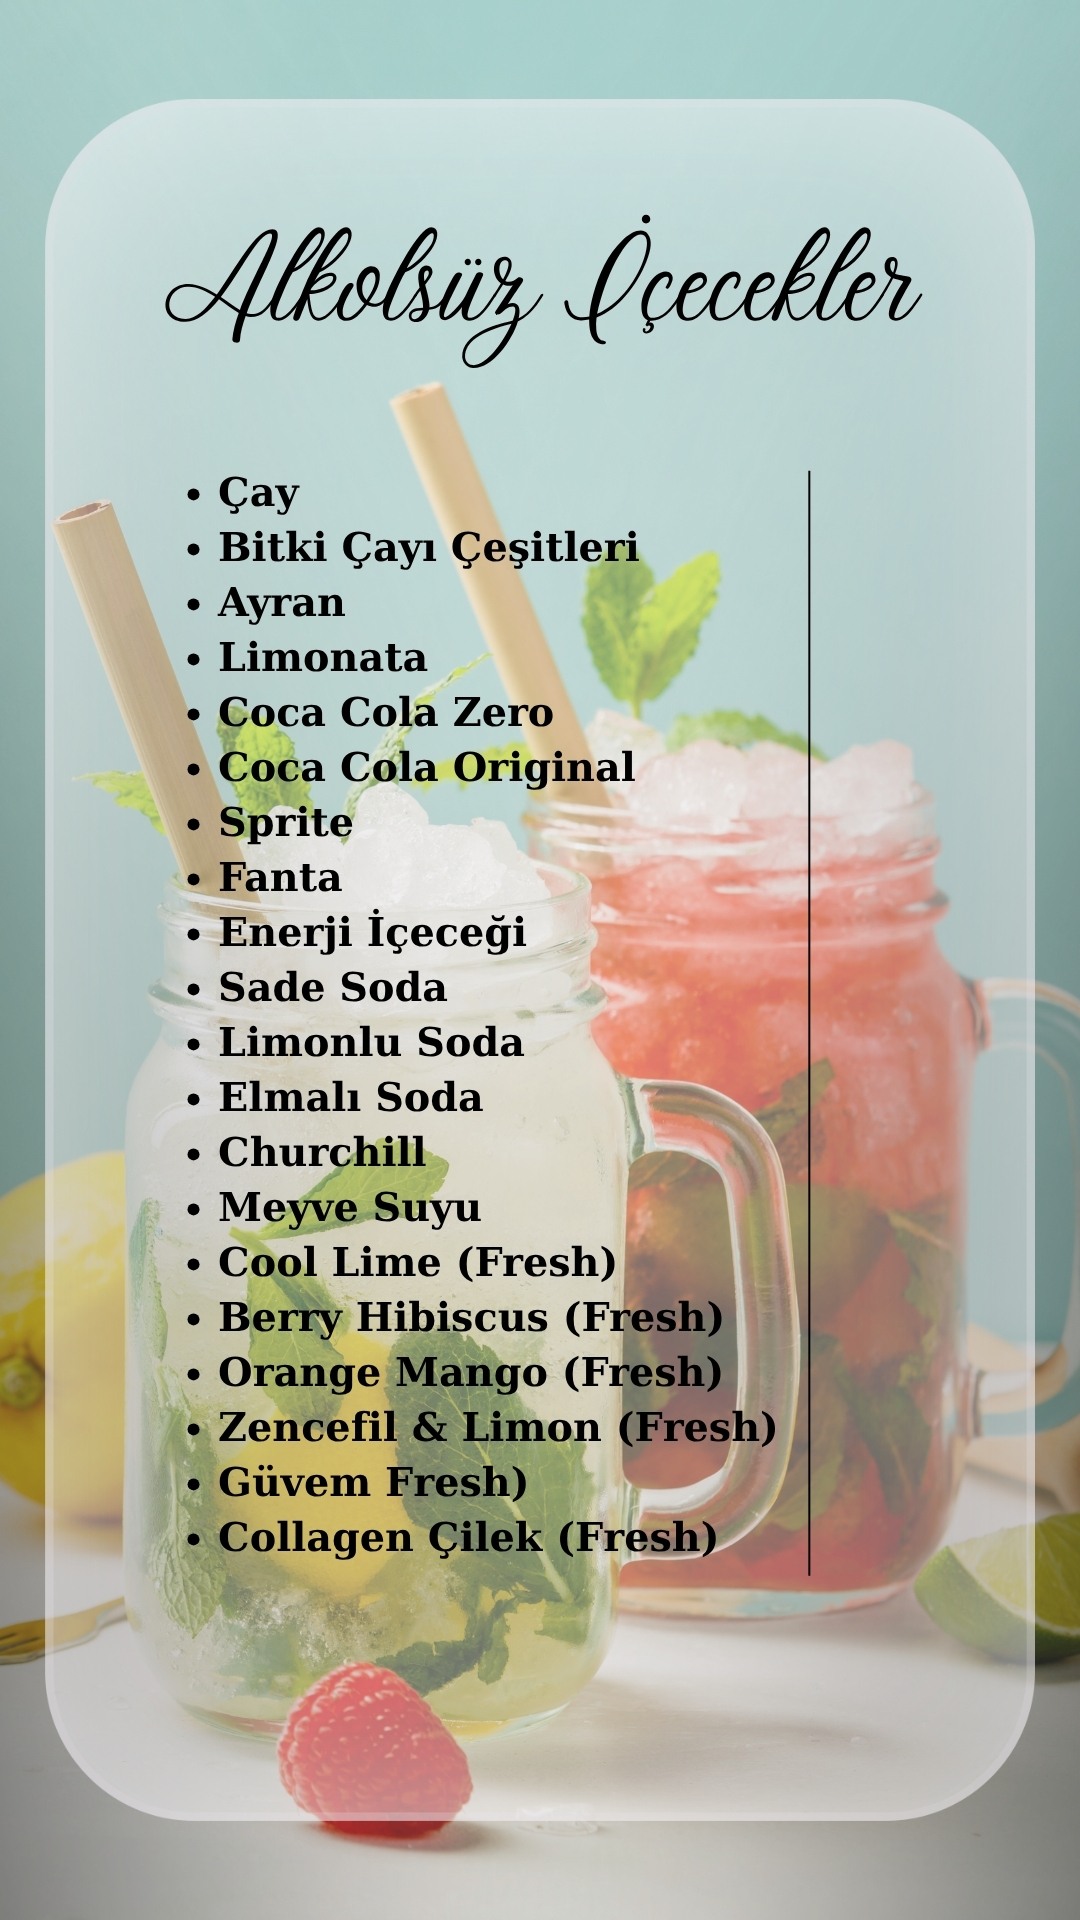 Alkolsüz İçecekler
• Çay
• Bitki Çayı Çeşitleri
• Ayran
• Limonata
• Coca Cola Zero
• Coca Cola Original
• Sprite
• Fanta
• Enerji İçeceği
• Sade Soda
• Limonlu Soda
• Elmalı Soda
• Churchill
• Meyve Suyu
• Cool Lime (Fresh)
• Berry Hibiscus (Fresh)
• Orange Mango (Fresh)
• Zencefil & Limon (Fresh)
• Güvem Fresh)
• Collagen Çilek (Fresh)